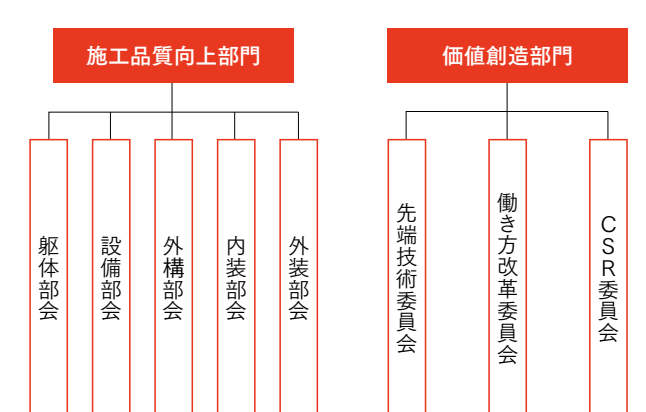 施工品質向上部門
価値創造部門
躯体部会
設備部会
外構部会
内装部会
外装部会
先端技術委員会
働き方改革委員会
CSR委員会